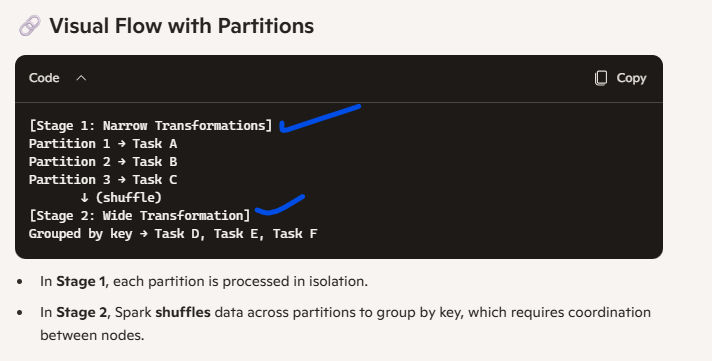 🔗 Visual Flow with Partitions
Code
Copy
[Stage 1: Narrow Transformations]
Partition 1 → Task A
Partition 2 → Task B
Partition 3 → Task C
↓ (shuffle)
[Stage 2: Wide Transformation]
Grouped by key → Task D, Task E, Task F
• In Stage 1, each partition is processed in isolation.
• In Stage 2, Spark shuffles data across partitions to group by key, which requires coordination
between nodes.